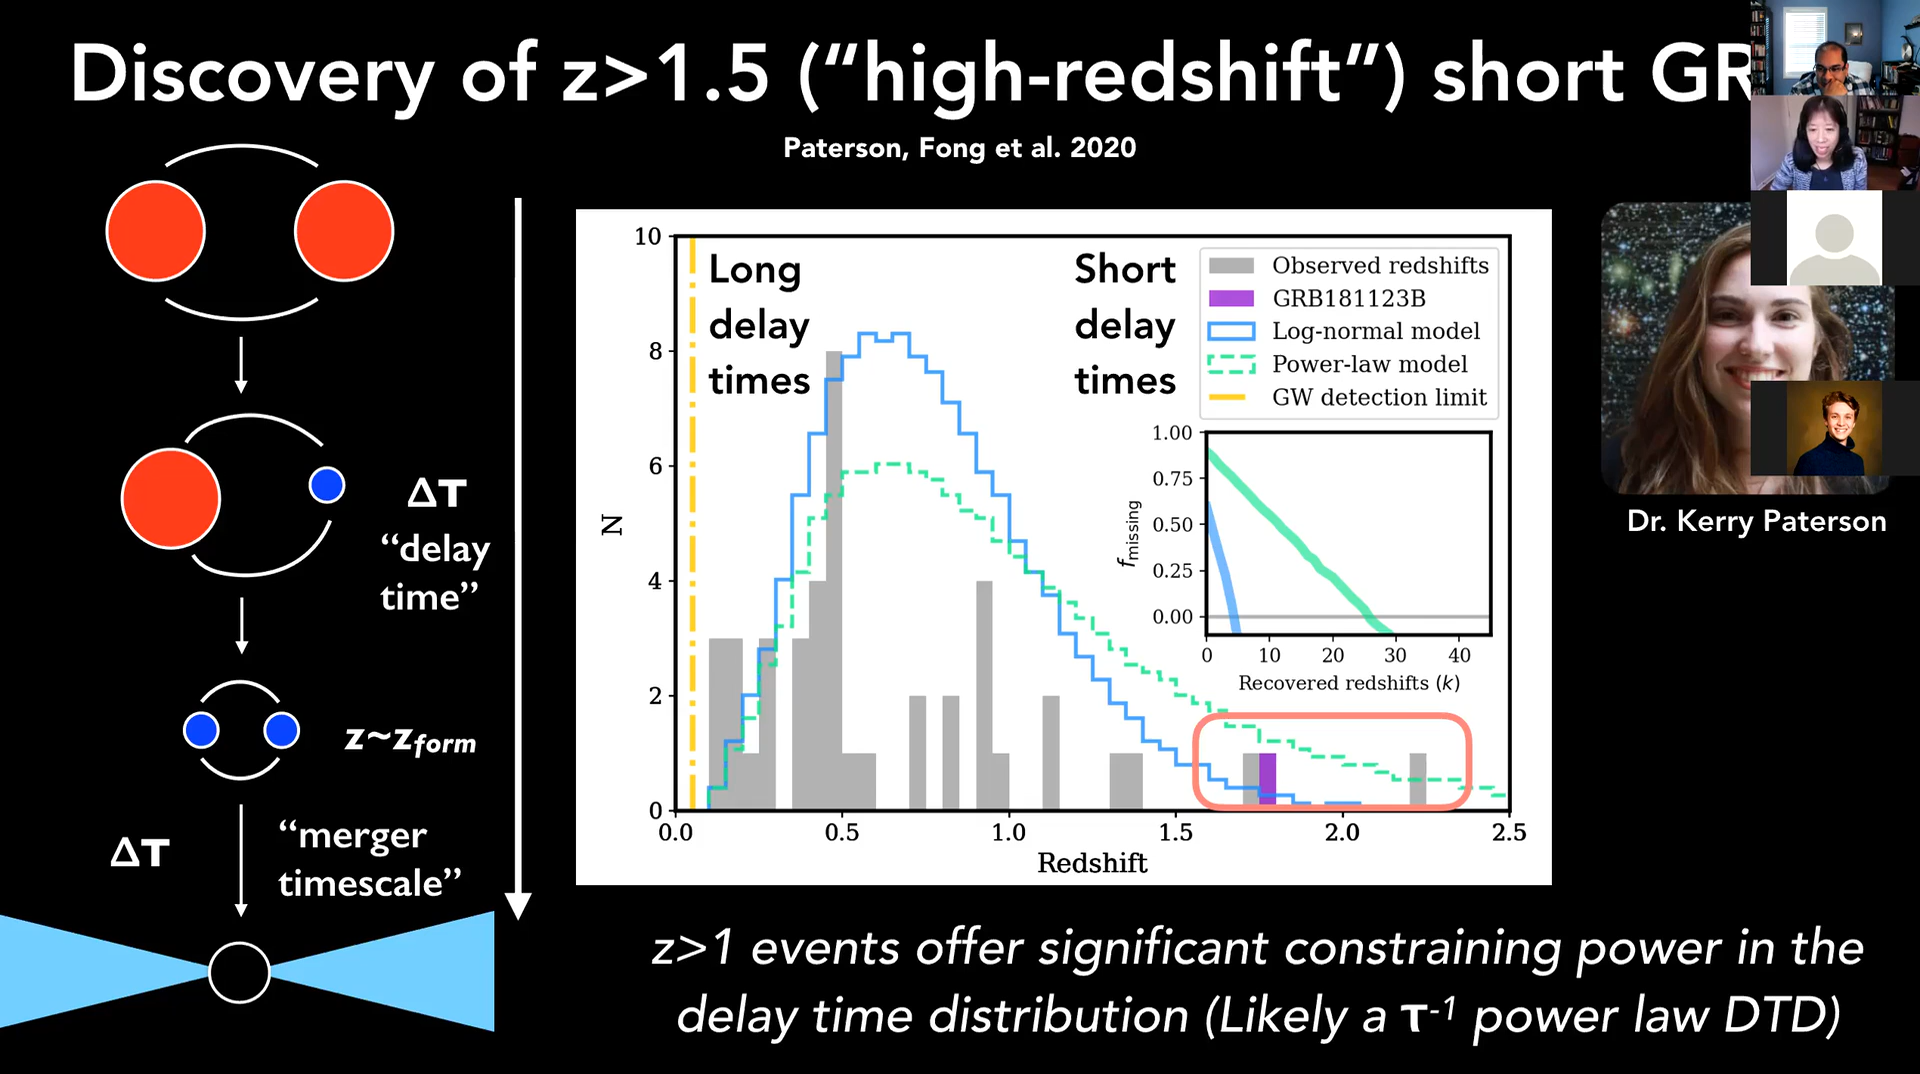 Discovery of z>1.5 (“high-redshift”) short GR
Paterson, Fong et al. 2020
ΔΤ
“delay
time”
z~zform
ΔΤ
“merger
timescale”
Long
delay
times
Short
delay
times
Observed redshifts
GRB181123B
Log-normal model
Power-law model
GW detection limit
10
8
6
4
2
0
N
0.0 0.5 1.0 1.5 2.0 2.5
Redshift
1.00
0.75
0.50
0.25
0.00
fmissing
0 10 20 30 40
Recovered redshifts (k)
Dr. Kerry Paterson
z>1 events offer significant constraining power in the
delay time distribution (Likely a τ-1 power law DTD)